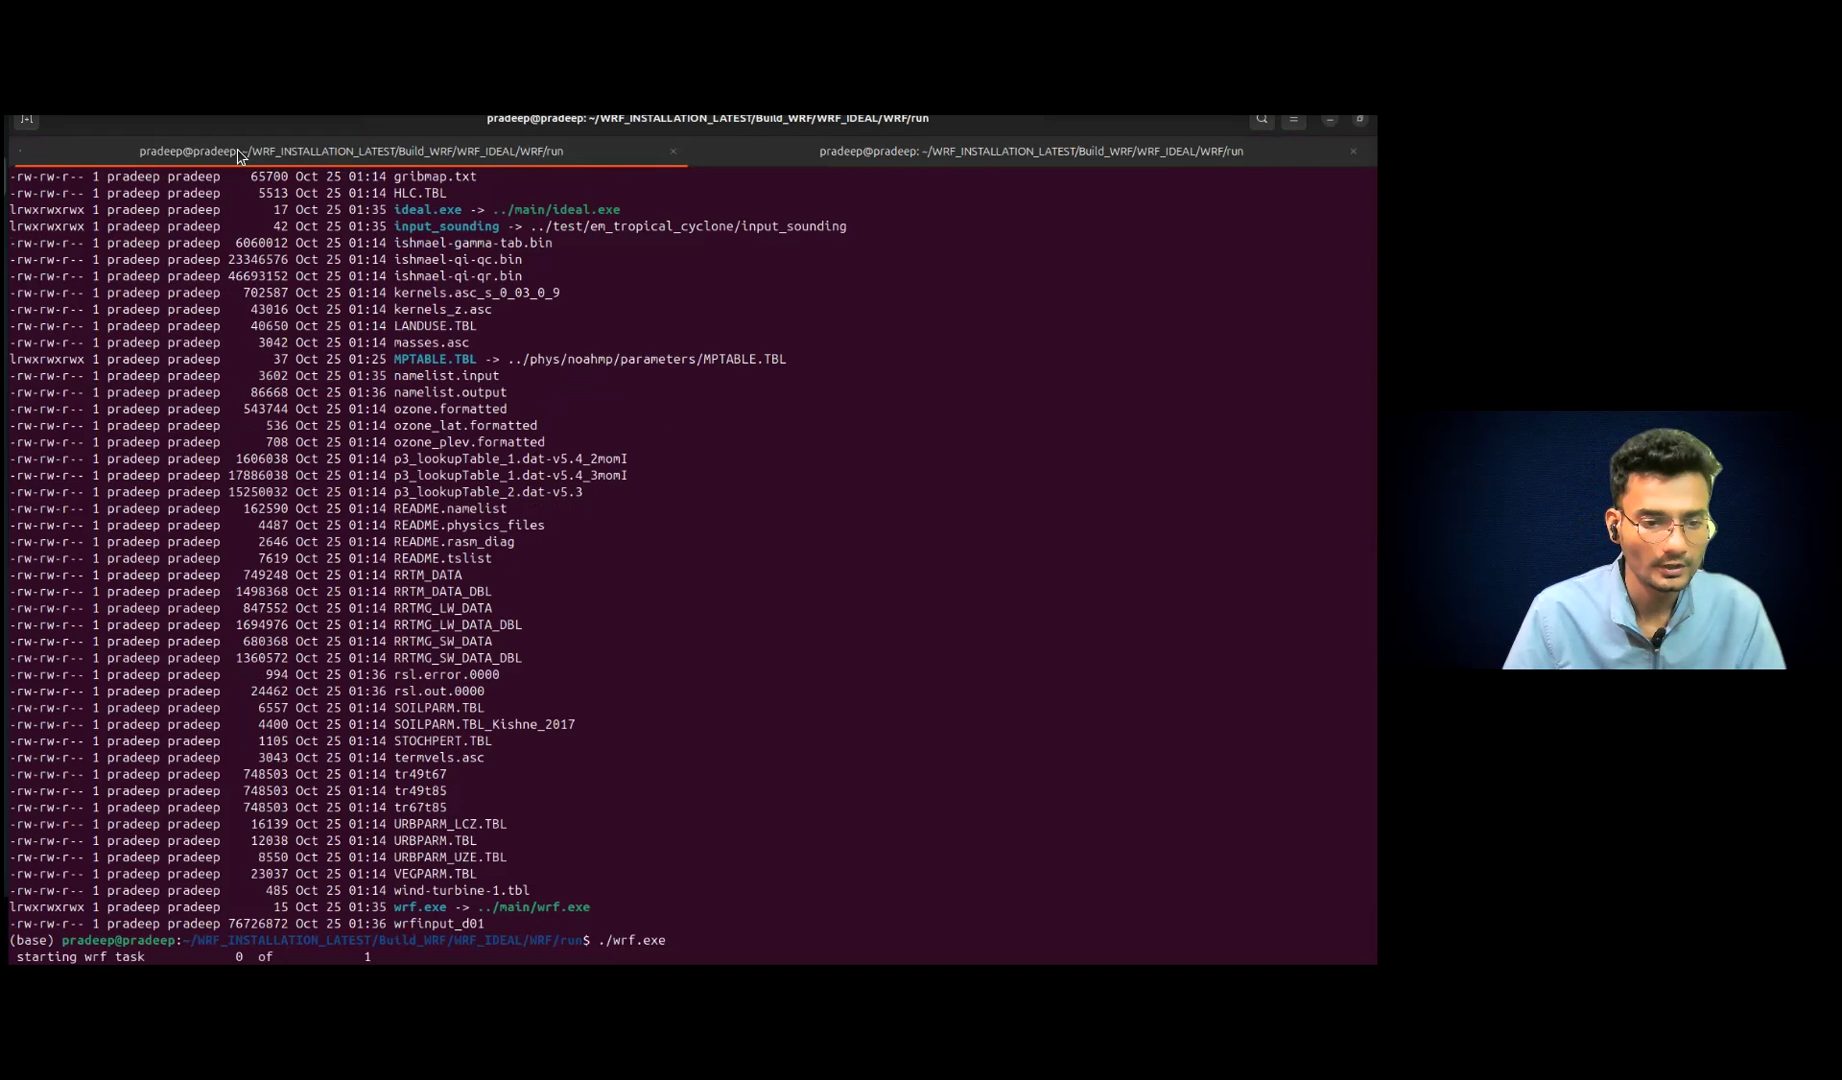 pradeep@pradeep: ~/WRF_INSTALLATION_LATEST/Build_WRF/WRF_IDEAL/WRF/run
pradeep@pradeep: ~/WRF_INSTALLATION_LATEST/Build_WRF/WRF_IDEAL/WRF/run
pradeep@pradeep: ~/WRF_INSTALLATION_LATEST/Build_WRF/WRF_IDEAL/WRF/run
-rw-rw-r-- 1 pradeep pradeep 65700 Oct 25 01:14 gribmap.txt
-rw-rw-r-- 1 pradeep pradeep 5513 Oct 25 01:14 HLC.TBL
lrwxrwxrwx 1 pradeep pradeep 17 Oct 25 01:35 ideal.exe -> ../main/ideal.exe
lrwxrwxrwx 1 pradeep pradeep 42 Oct 25 01:35 input_sounding -> ../test/em_tropical_cyclone/input_sounding
-rw-rw-r-- 1 pradeep pradeep 6060012 Oct 25 01:14 ishmael-gamma-tab.bin
-rw-rw-r-- 1 pradeep pradeep 23346576 Oct 25 01:14 ishmael-qi-qc.bin
-rw-rw-r-- 1 pradeep pradeep 46693152 Oct 25 01:14 ishmael-qi-qr.bin
-rw-rw-r-- 1 pradeep pradeep 702587 Oct 25 01:14 kernels.asc_s_0_03_0_9
-rw-rw-r-- 1 pradeep pradeep 43016 Oct 25 01:14 kernels_z.asc
-rw-rw-r-- 1 pradeep pradeep 40650 Oct 25 01:14 LANDUSE.TBL
-rw-rw-r-- 1 pradeep pradeep 3042 Oct 25 01:14 masses.asc
lrwxrwxrwx 1 pradeep pradeep 37 Oct 25 01:25 MPTABLE.TBL -> ../phys/noahmp/parameters/MPTABLE.TBL
-rw-rw-r-- 1 pradeep pradeep 3602 Oct 25 01:35 namelist.input
-rw-rw-r-- 1 pradeep pradeep 86668 Oct 25 01:36 namelist.output
-rw-rw-r-- 1 pradeep pradeep 543744 Oct 25 01:14 ozone.formatted
-rw-rw-r-- 1 pradeep pradeep 536 Oct 25 01:14 ozone_lat.formatted
-rw-rw-r-- 1 pradeep pradeep 708 Oct 25 01:14 ozone_plev.formatted
-rw-rw-r-- 1 pradeep pradeep 1606038 Oct 25 01:14 p3_lookupTable_1.dat-v5.4_2momI
-rw-rw-r-- 1 pradeep pradeep 17886038 Oct 25 01:14 p3_lookupTable_1.dat-v5.4_3momI
-rw-rw-r-- 1 pradeep pradeep 15250032 Oct 25 01:14 p3_lookupTable_2.dat-v5.3
-rw-rw-r-- 1 pradeep pradeep 162590 Oct 25 01:14 README.namelist
-rw-rw-r-- 1 pradeep pradeep 4487 Oct 25 01:14 README.physics_files
-rw-rw-r-- 1 pradeep pradeep 2646 Oct 25 01:14 README.rasm_diag
-rw-rw-r-- 1 pradeep pradeep 7619 Oct 25 01:14 README.tslist
-rw-rw-r-- 1 pradeep pradeep 749248 Oct 25 01:14 RRTM_DATA
-rw-rw-r-- 1 pradeep pradeep 1498368 Oct 25 01:14 RRTM_DATA_DBL
-rw-rw-r-- 1 pradeep pradeep 847552 Oct 25 01:14 RRTMG_LW_DATA
-rw-rw-r-- 1 pradeep pradeep 1694976 Oct 25 01:14 RRTMG_LW_DATA_DBL
-rw-rw-r-- 1 pradeep pradeep 680368 Oct 25 01:14 RRTMG_SW_DATA
-rw-rw-r-- 1 pradeep pradeep 1360572 Oct 25 01:14 RRTMG_SW_DATA_DBL
-rw-rw-r-- 1 pradeep pradeep 994 Oct 25 01:36 rsl.error.0000
-rw-rw-r-- 1 pradeep pradeep 24462 Oct 25 01:36 rsl.out.0000
-rw-rw-r-- 1 pradeep pradeep 6557 Oct 25 01:14 SOILPARM.TBL
-rw-rw-r-- 1 pradeep pradeep 4400 Oct 25 01:14 SOILPARM.TBL_Kishne_2017
-rw-rw-r-- 1 pradeep pradeep 1105 Oct 25 01:14 STOCHPERT.TBL
-rw-rw-r-- 1 pradeep pradeep 3043 Oct 25 01:14 termvels.asc
-rw-rw-r-- 1 pradeep pradeep 748503 Oct 25 01:14 tr49t67
-rw-rw-r-- 1 pradeep pradeep 748503 Oct 25 01:14 tr49t85
-rw-rw-r-- 1 pradeep pradeep 748503 Oct 25 01:14 tr67t85
-rw-rw-r-- 1 pradeep pradeep 16139 Oct 25 01:14 URBPARM_LCZ.TBL
-rw-rw-r-- 1 pradeep pradeep 12038 Oct 25 01:14 URBPARM.TBL
-rw-rw-r-- 1 pradeep pradeep 8550 Oct 25 01:14 URBPARM_UZE.TBL
-rw-rw-r-- 1 pradeep pradeep 23037 Oct 25 01:14 VEGPARM.TBL
-rw-rw-r-- 1 pradeep pradeep 485 Oct 25 01:14 wind-turbine-1.tbl
lrwxrwxrwx 1 pradeep pradeep 15 Oct 25 01:35 wrf.exe -> ../main/wrf.exe
-rw-rw-r-- 1 pradeep pradeep 76726872 Oct 25 01:36 wrfinput_d01
(base) pradeep@pradeep:~/WRF_INSTALLATION_LATEST/Build_WRF/WRF_IDEAL/WRF/run$ ./wrf.exe
starting wrf task 0 of 1